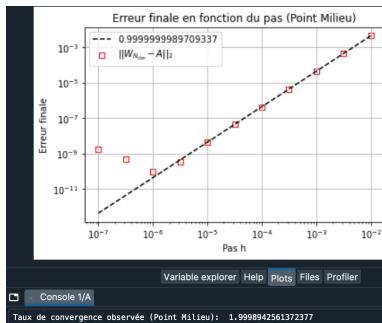 Erreur finale en fonction du pas (Point Milieu)
0.9999999989709337
||W_{N_{iter}} − A||_2
10^{-3}
10^{-5}
10^{-7}
10^{-9}
10^{-11}
Erreur finale
10^{-7} 10^{-6} 10^{-5} 10^{-4} 10^{-3} 10^{-2}
Pas h
Variable explorer Help Plots Files Profiler
Console 1/A
Taux de convergence observée (Point Milieu): 1.9998942561372377